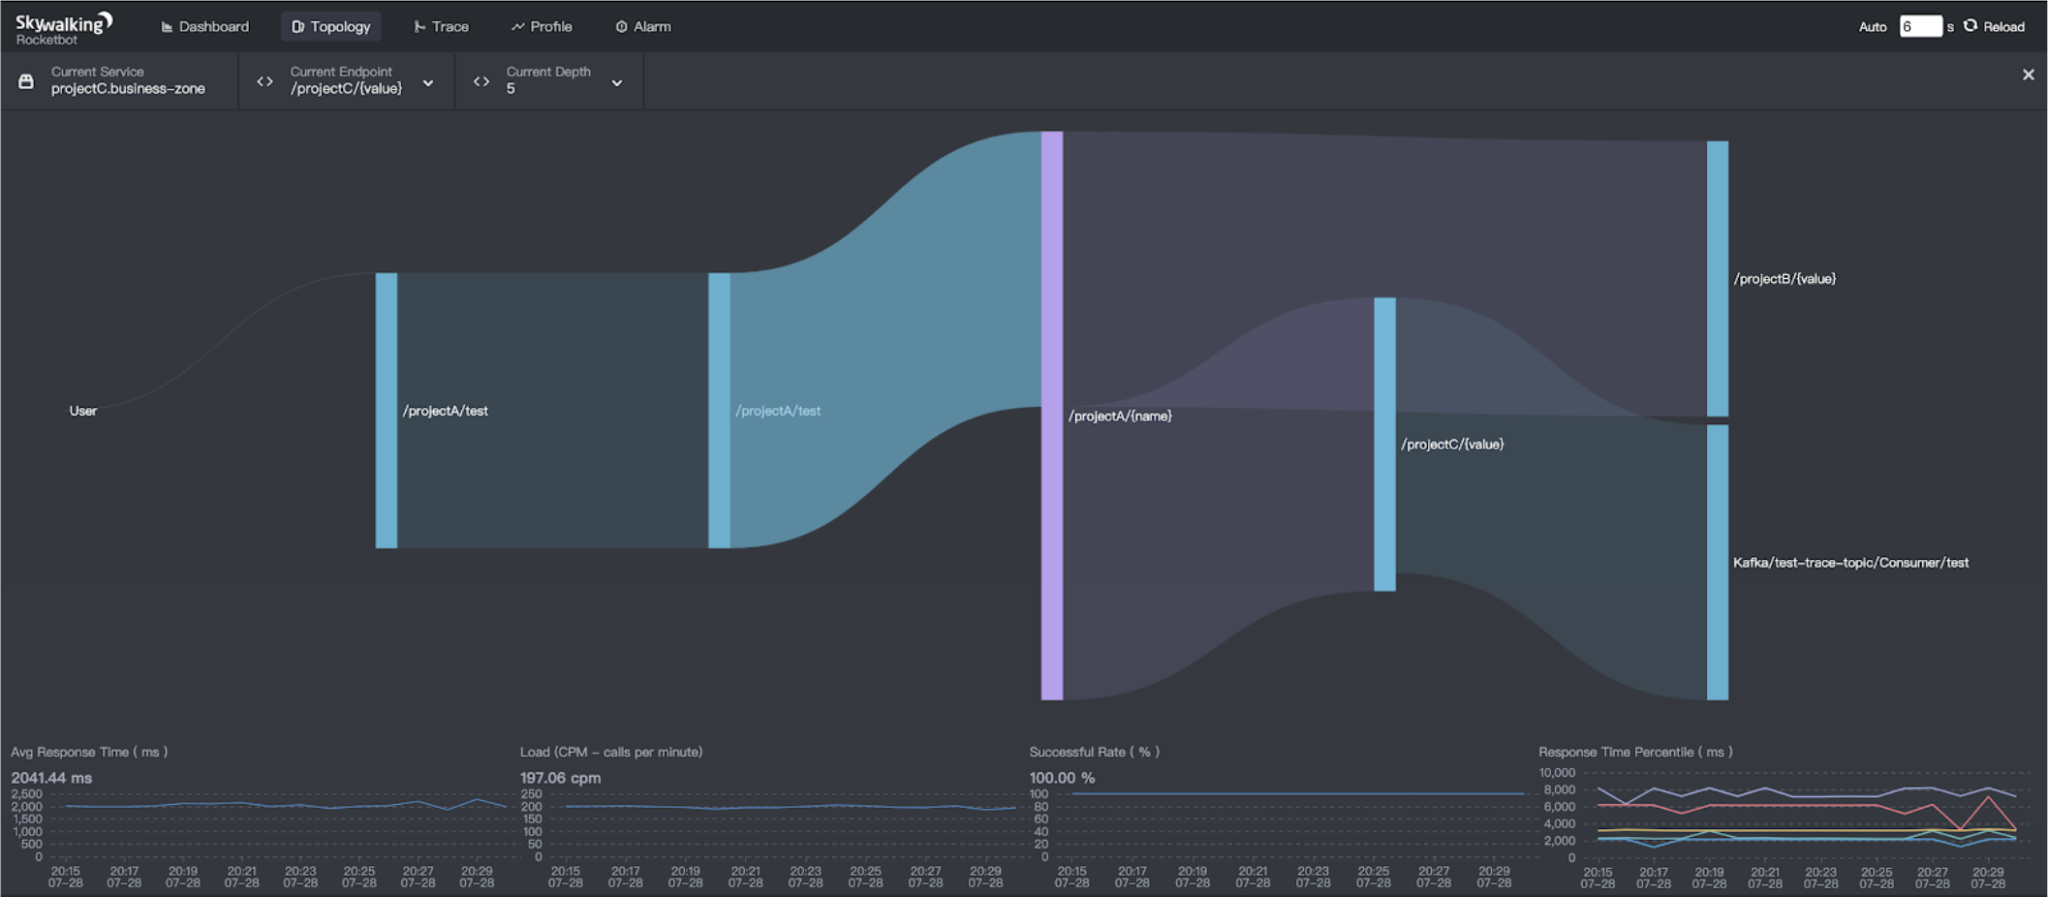 Skywalking
Rocketbot
Dashboard
Topology
Trace
Profile
Alarm
Auto 6 s Reload
Current Service
projectC.business-zone
Current Endpoint
/projectC/{value}
Current Depth
5
User
/projectA/test
/projectA/test
/projectA/{name}
/projectC/{value}
/projectB/{value}
Kafka/test-trace-topic/Consumer/test
Avg Response Time ( ms )
2041.44 ms
2,500
2,000
1,500
1,000
500
0
20:15 20:17 20:19 20:21 20:23 20:25 20:27 20:29
07-28 07-28 07-28 07-28 07-28 07-28 07-28 07-28
Load (CPM - calls per minute)
197.06 cpm
250
200
150
100
50
0
20:15 20:17 20:19 20:21 20:23 20:25 20:27 20:29
07-28 07-28 07-28 07-28 07-28 07-28 07-28 07-28
Successful Rate ( % )
100.00 %
100
80
60
40
20
0
20:15 20:17 20:19 20:21 20:23 20:25 20:27 20:29
07-28 07-28 07-28 07-28 07-28 07-28 07-28 07-28
Response Time Percentile ( ms )
10,000
8,000
6,000
4,000
2,000
0
20:15 20:17 20:19 20:21 20:23 20:25 20:27 20:29
07-28 07-28 07-28 07-28 07-28 07-28 07-28 07-28